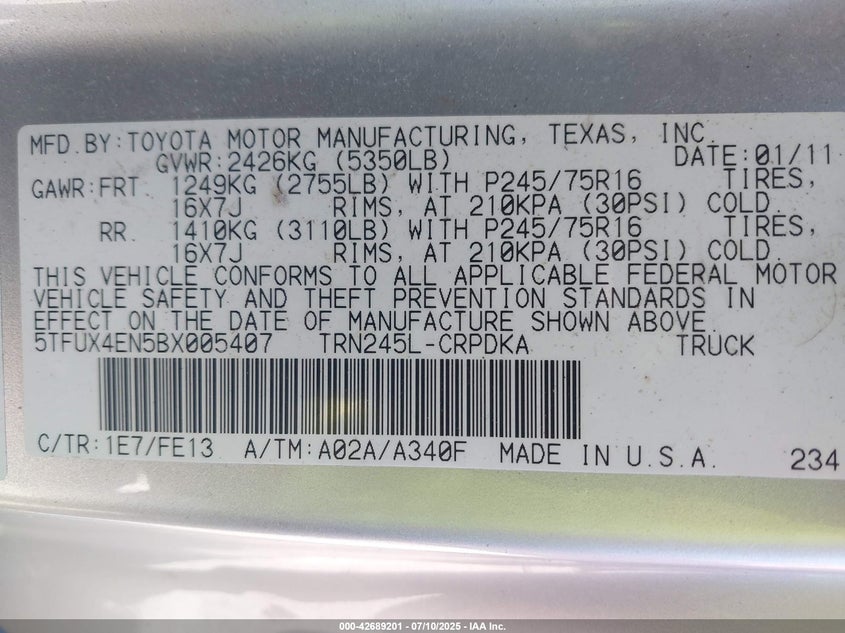 MFD.BY:TOYOTA MOTOR MANUFACTURING, TEXAS, INC.
GVWR:2426KG (5350LB) DATE:01/11
GAWR:FRT. 1249KG (2755LB) WITH P245/75R16 TIRES,
16X7J RIMS, AT 210KPA (30PSI) COLD.
RR. 1410KG (3110LB) WITH P245/75R16 TIRES,
16X7J RIMS, AT 210KPA (30PSI) COLD.
THIS VEHICLE CONFORMS TO ALL APPLICABLE FEDERAL MOTOR
VEHICLE SAFETY AND THEFT PREVENTION STANDARDS IN
EFFECT ON THE DATE OF MANUFACTURE SHOWN ABOVE.
5TFUX4EN5BX005407 TRN245L-CRPDKA TRUCK
C/TR:1E7/FE13 A/TM:A02A/A340F MADE IN U.S.A. 234
000-42689201 - 07/10/2025 - IAA Inc.